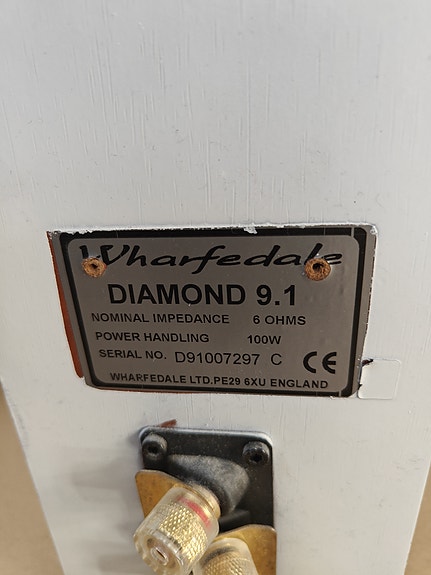 Wharfedale
DIAMOND 9.1
NOMINAL IMPEDANCE 6 OHMS
POWER HANDLING 100W
SERIAL NO. D91007297 C CE
WHARFEDALE LTD.PE29 6XU ENGLAND